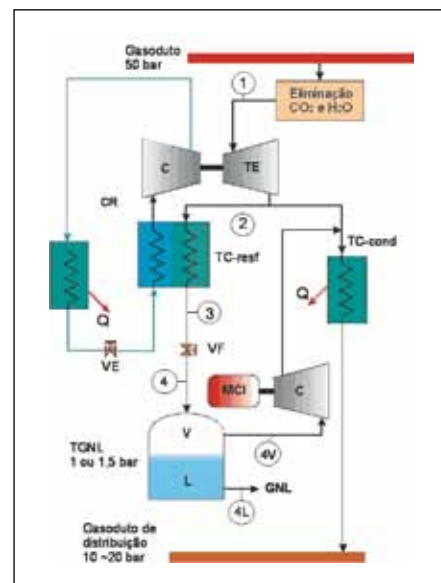 Gasoduto
50 bar
1
Eliminação
CO₂ e H₂O
C
TE
CR
2
TC-cond
TC-resf
Q
3
Q
VE
VF
4
MCI
C
V
TGNL
1 ou 1,5 bar
4V
L
GNL
4L
Gasoduto de
distribuição
10 ~20 bar